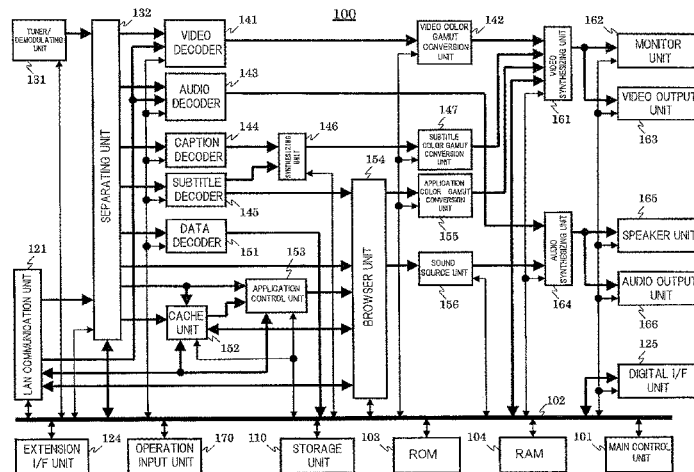 100
132
TUNER/
DEMODULATING
UNIT
131
SEPARATING UNIT
141
VIDEO
DECODER
VIDEO COLOR
GAMUT
CONVERSION
UNIT
142
VIDEO SYNTHESIZING UNIT
161
162
MONITOR
UNIT
143
AUDIO
DECODER
VIDEO OUTPUT
UNIT
163
144
CAPTION
DECODER
146
SYNTHESIZING
UNIT
147
SUBTITLE
COLOR GAMUT
CONVERSION UNIT
SUBTITLE
DECODER
145
154
BROWSER UNIT
APPLICATION
COLOR GAMUT
CONVERSION
UNIT
155
165
SPEAKER UNIT
DATA
DECODER
151
153
APPLICATION
CONTROL UNIT
SOUND
SOURCE UNIT
156
AUDIO
SYNTHESIZING UNIT
164
AUDIO OUTPUT
UNIT
166
121
LAN COMMUNICATION UNIT
CACHE
UNIT
152
125
DIGITAL I/F
UNIT
102
EXTENSION
I/F UNIT
124
OPERATION
INPUT UNIT
170
110
STORAGE
UNIT
103
ROM
104
RAM
101
MAIN CONTROL
UNIT